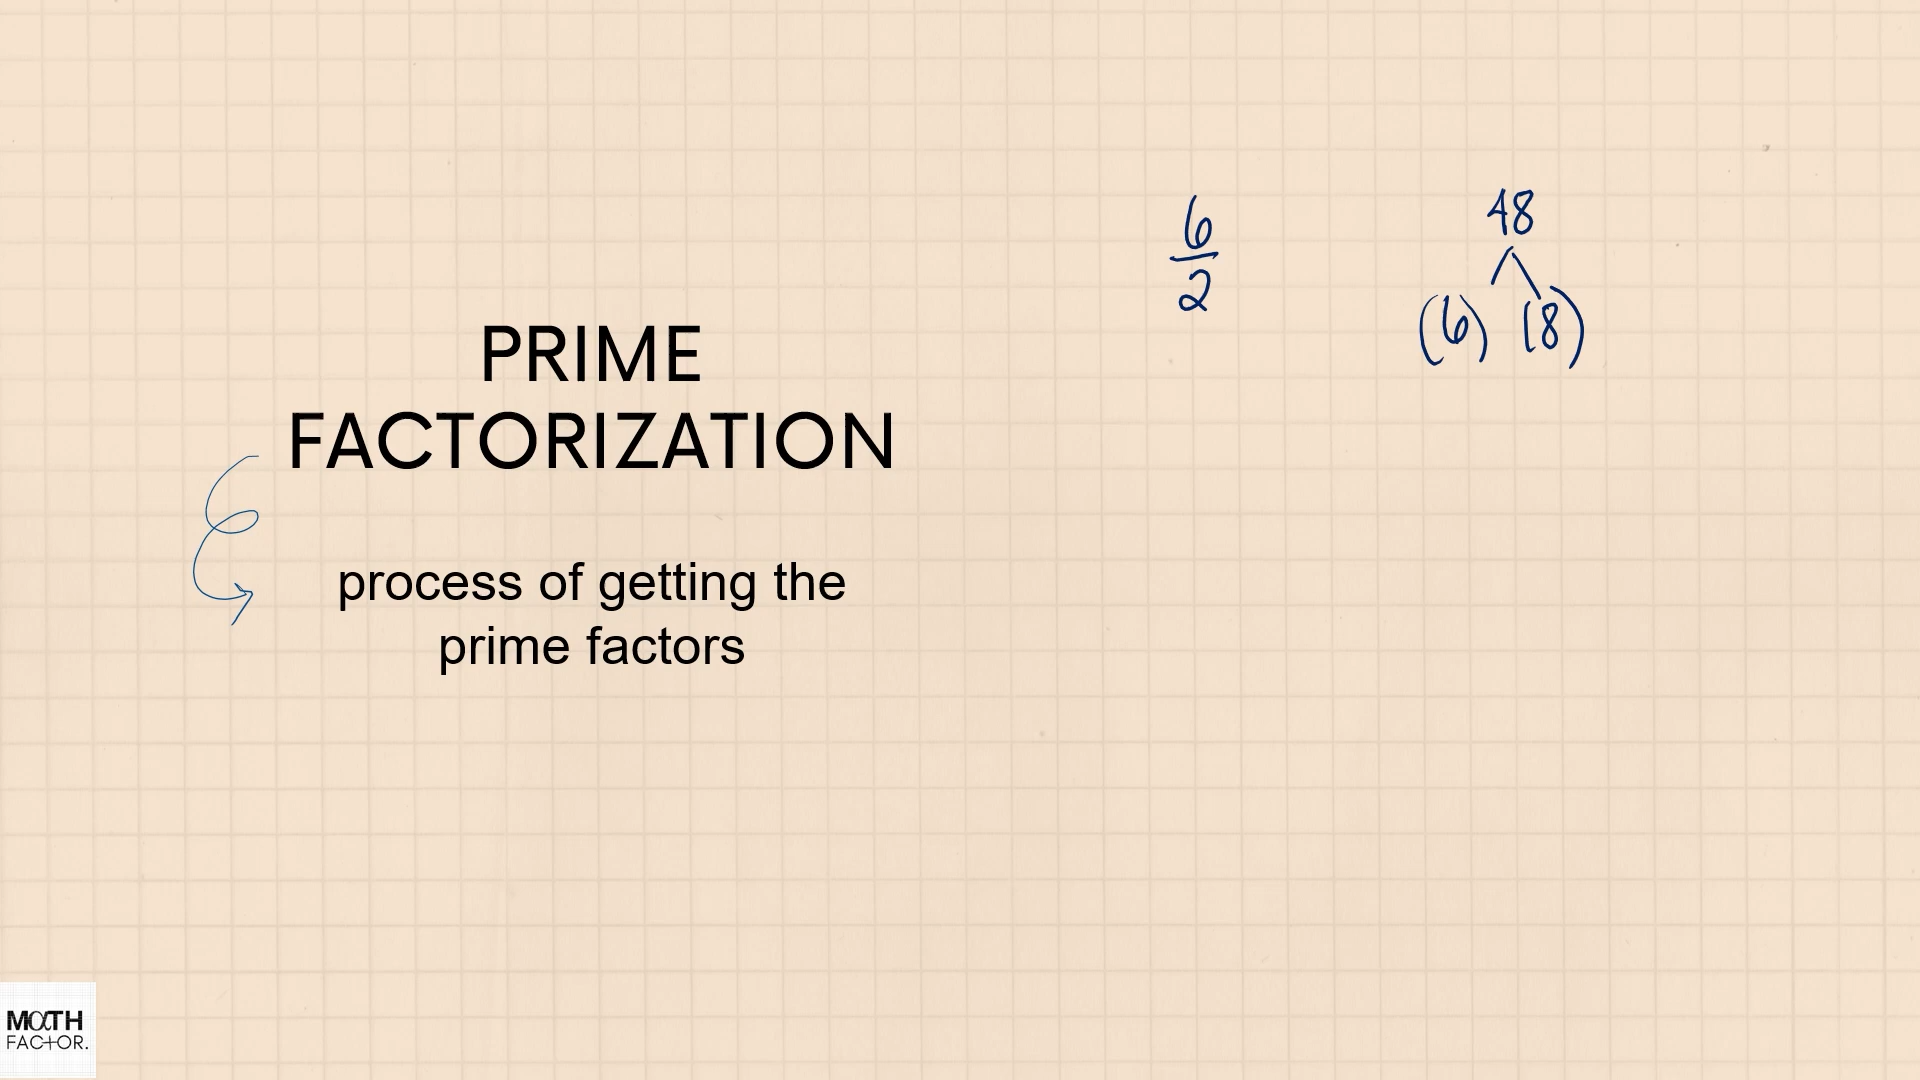 PRIME
FACTORIZATION
process of getting the
prime factors
6
2
48
(6) (8)
MATH
FACTOR.